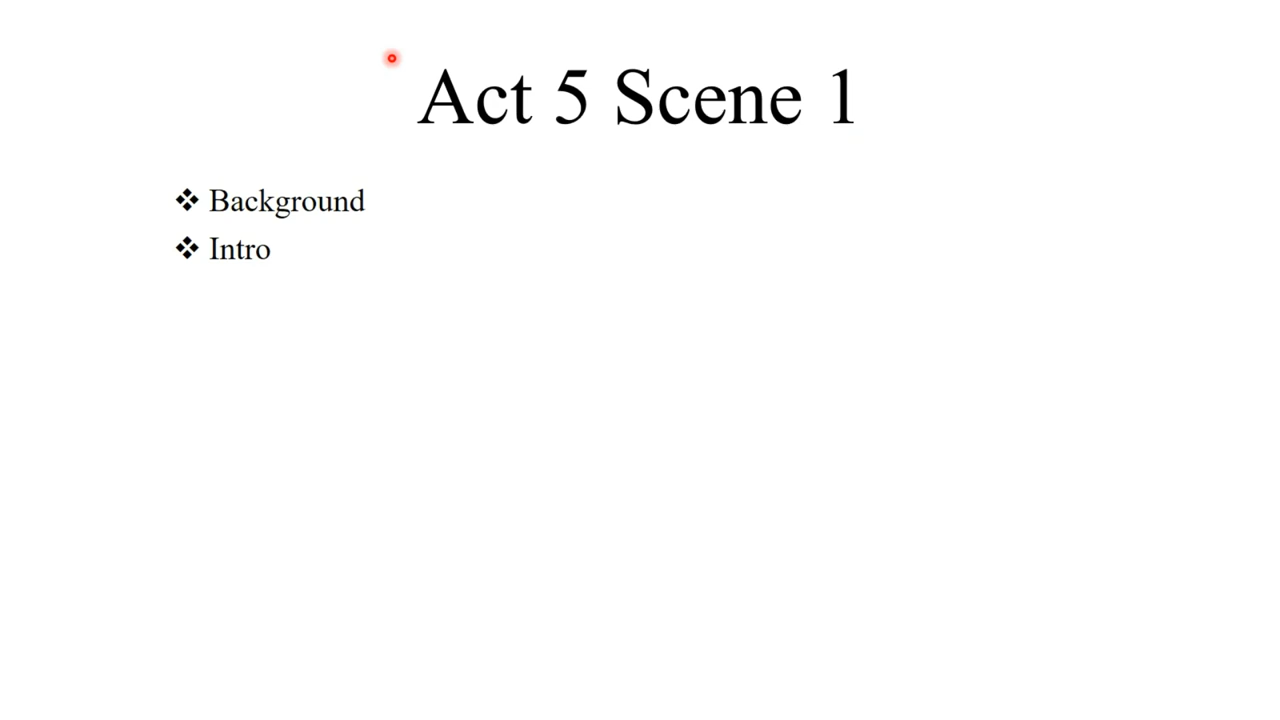 Act 5 Scene 1
❖ Background
❖ Intro